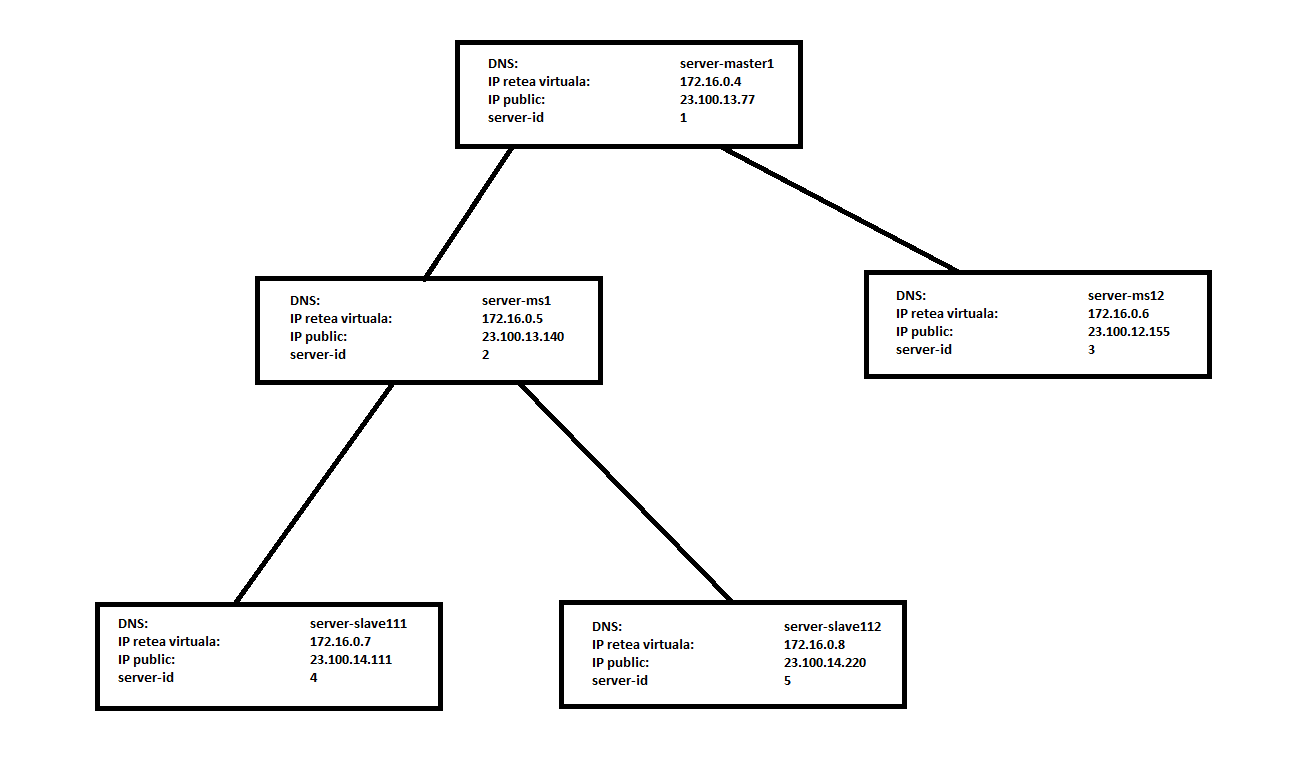 DNS: server-master1
IP retea virtuala: 172.16.0.4
IP public: 23.100.13.77
server-id 1
DNS: server-ms1
IP retea virtuala: 172.16.0.5
IP public: 23.100.13.140
server-id 2
DNS: server-ms12
IP retea virtuala: 172.16.0.6
IP public: 23.100.12.155
server-id 3
DNS: server-slave111
IP retea virtuala: 172.16.0.7
IP public: 23.100.14.111
server-id 4
DNS: server-slave112
IP retea virtuala: 172.16.0.8
IP public: 23.100.14.220
server-id 5